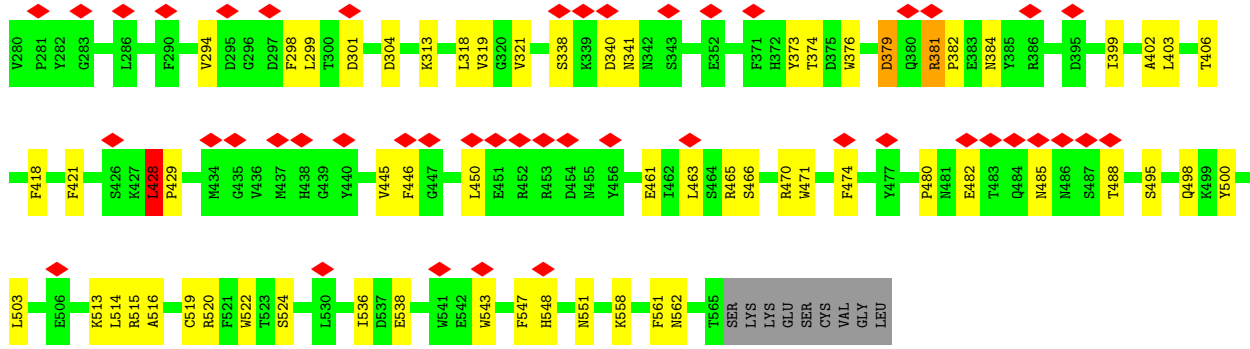 V280 P281 Y282 G283 L286 F290 V294 D295 G296 D297 F298 L299 T300 D301 D304 K313 L318 V319 G320 V321 S338 K339 D340 N341 N342 S343 E352 F371 H372 Y373 T374 D375 W376 D379 Q380 R381 P382 E383 N384 Y385 R386 D395 I399 A402 L403 T406
F418 F421 S426 K427 L428 P429 M434 G435 V436 M437 H438 G439 Y440 V445 F446 G447 L450 E451 R452 R453 D454 N455 Y456 E461 I462 L463 S464 R465 S466 R470 W471 F474 Y477 P480 N481 E482 T483 Q484 N485 N486 S487 T488 S495 Q498 K499 Y500
L503 E506 K513 L514 R515 A516 C519 R520 F521 W522 T523 S524 L530 I536 D537 E538 W541 E542 W543 F547 H548 N551 K558 F561 N562 T565 SER LYS LYS GLU SER CYS VAL GLY LEU